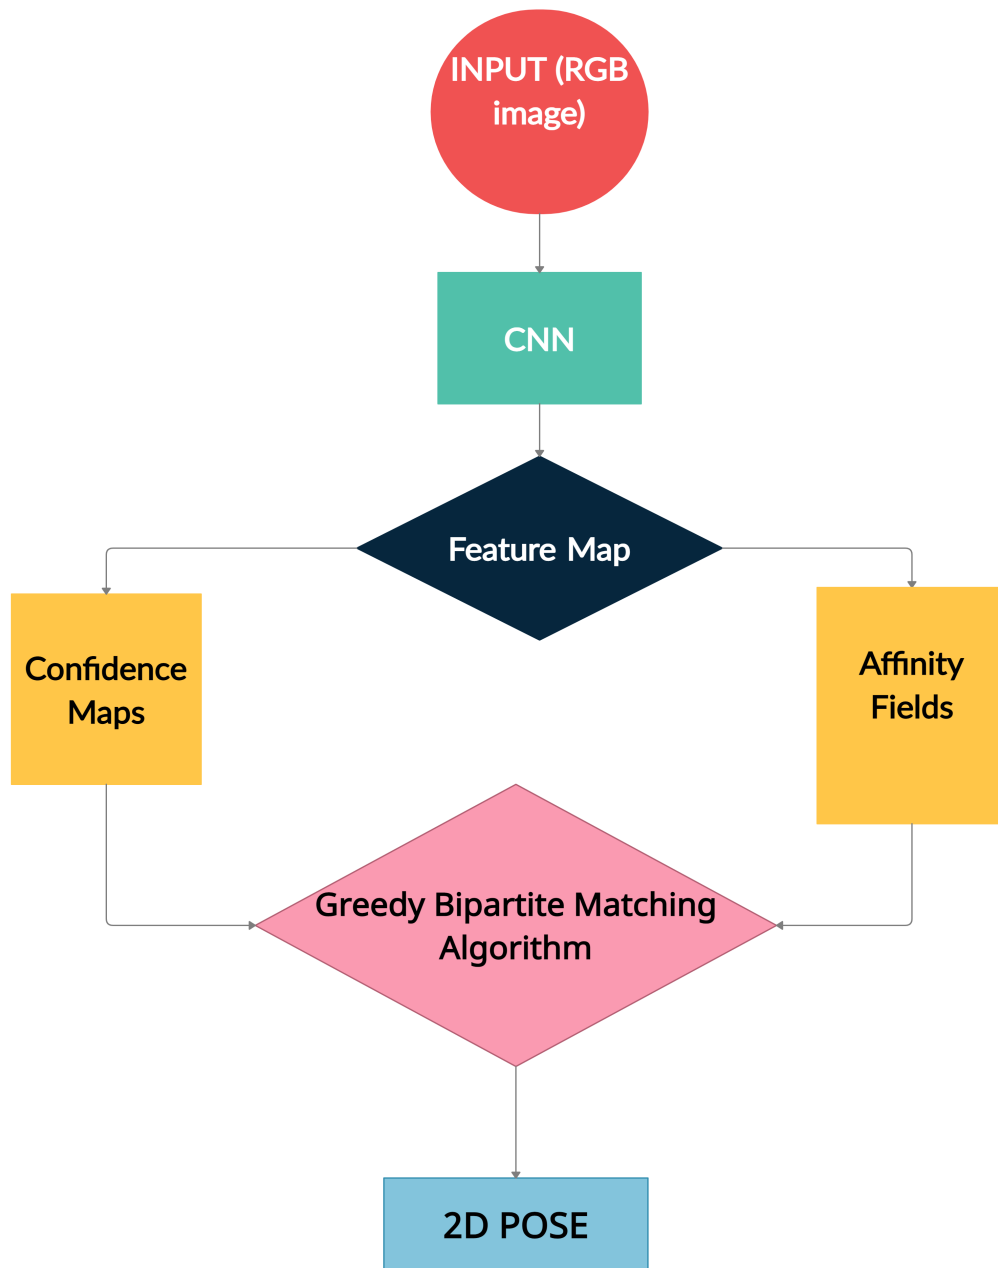 INPUT (RGB
image)
CNN
Feature Map
Confidence
Maps
Affinity
Fields
Greedy Bipartite Matching
Algorithm
2D POSE